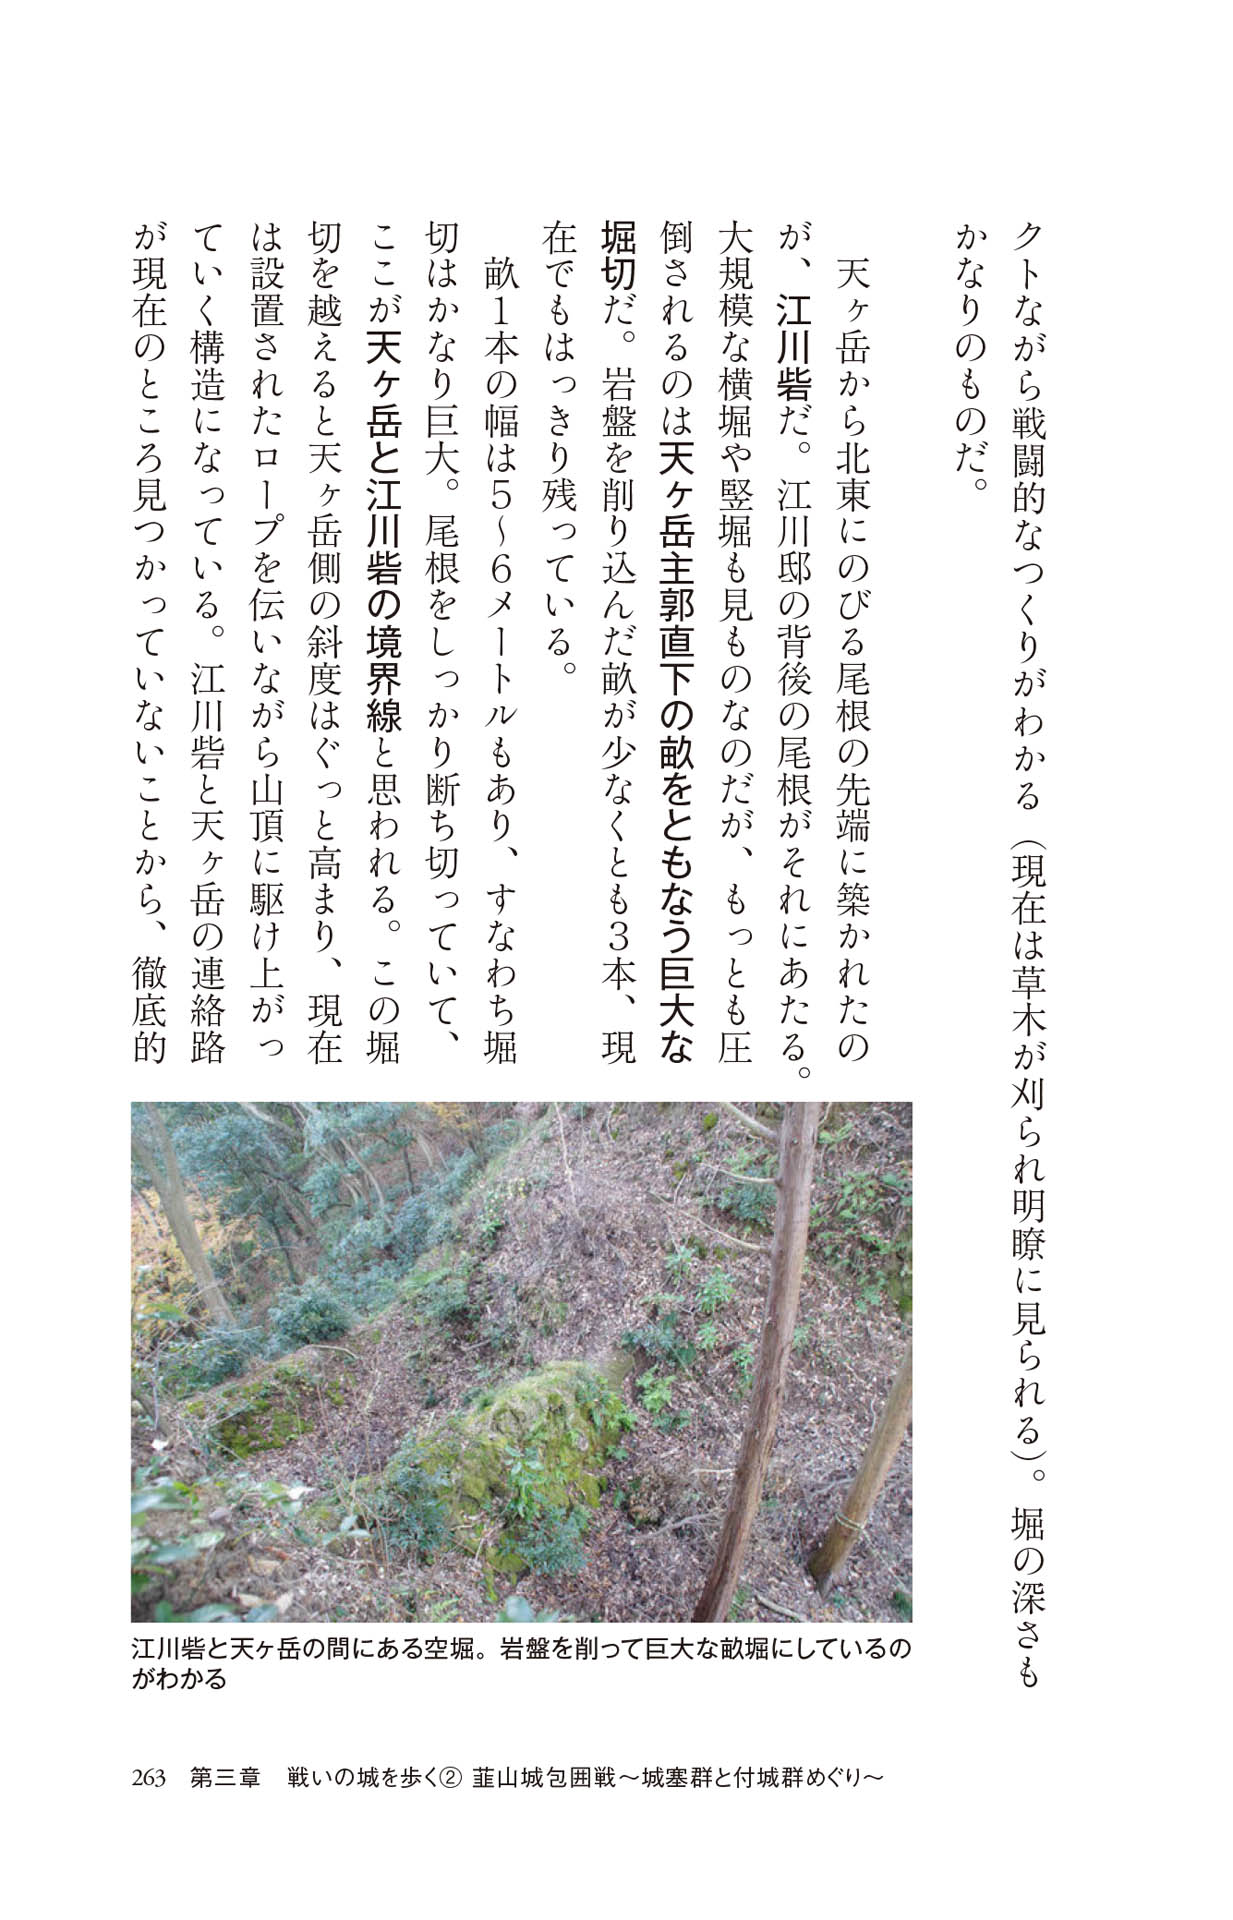 クトながら戦闘的なつくりがわかる（現在は草木が刈られ明瞭に見られる）。堀の深さも
かなりのものだ。
天ヶ岳から北東にのびる尾根の先端に築かれたの
が、江川砦だ。江川邸の背後の尾根がそれにあたる。
大規模な横堀や竪堀も見ものなのだが、もっとも圧
倒されるのは天ヶ岳主郭直下の畝をともなう巨大な
堀切だ。岩盤を削り込んだ畝が少なくとも3本、現
在でもはっきり残っている。
畝1本の幅は5〜6メートルもあり、すなわち堀
切はかなり巨大。尾根をしっかり断ち切っていて、
ここが天ヶ岳と江川砦の境界線と思われる。この堀
切を越えると天ヶ岳側の斜度はぐっと高まり、現在
は設置されたロープを伝いながら山頂に駆け上がっ
ていく構造になっている。江川砦と天ヶ岳の連絡路
が現在のところ見つかっていないことから、徹底的
江川砦と天ヶ岳の間にある空堀。岩盤を削って巨大な畝堀にしているの
がわかる
263 第三章 戦いの城を歩く② 韮山城包囲戦〜城塞群と付城群めぐり〜